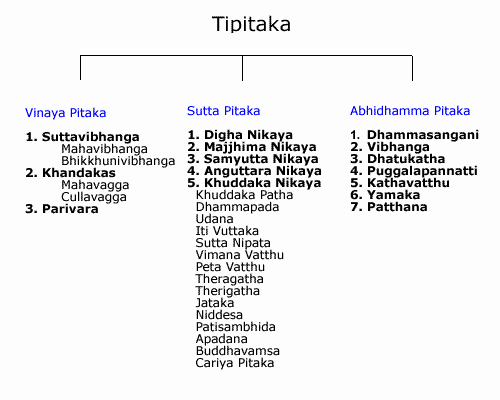 Tipitaka
Vinaya Pitaka
1. Suttavibhanga
Mahavibhanga
Bhikkhunivibhanga
2. Khandakas
Mahavagga
Cullavagga
3. Parivara
Sutta Pitaka
1. Digha Nikaya
2. Majjhima Nikaya
3. Samyutta Nikaya
4. Anguttara Nikaya
5. Khuddaka Nikaya
Khuddaka Patha
Dhammapada
Udana
Iti Vuttaka
Sutta Nipata
Vimana Vatthu
Peta Vatthu
Theragatha
Therigatha
Jataka
Niddesa
Patisambhida
Apadana
Buddhavamsa
Cariya Pitaka
Abhidhamma Pitaka
1. Dhammasangani
2. Vibhanga
3. Dhatukatha
4. Puggalapannatti
5. Kathavatthu
6. Yamaka
7. Patthana